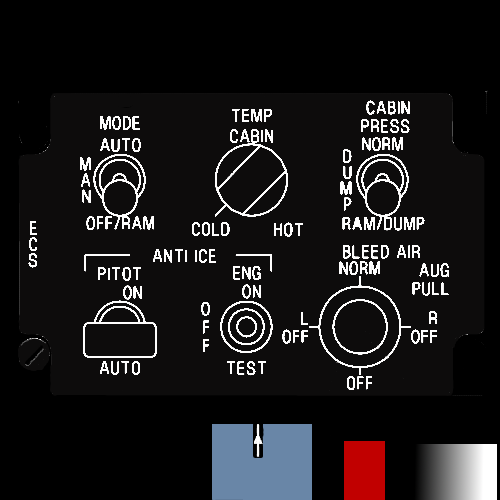 MODE
AUTO
MAN
OFF/RAM
TEMP
CABIN
COLD
HOT
CABIN
PRESS
NORM
DUMP
RAM/DUMP
ECS
ANTI ICE
PITOT
ON
AUTO
ENG
ON
OFF
TEST
BLEED AIR
NORM
AUG
PULL
L
OFF
R
OFF
OFF